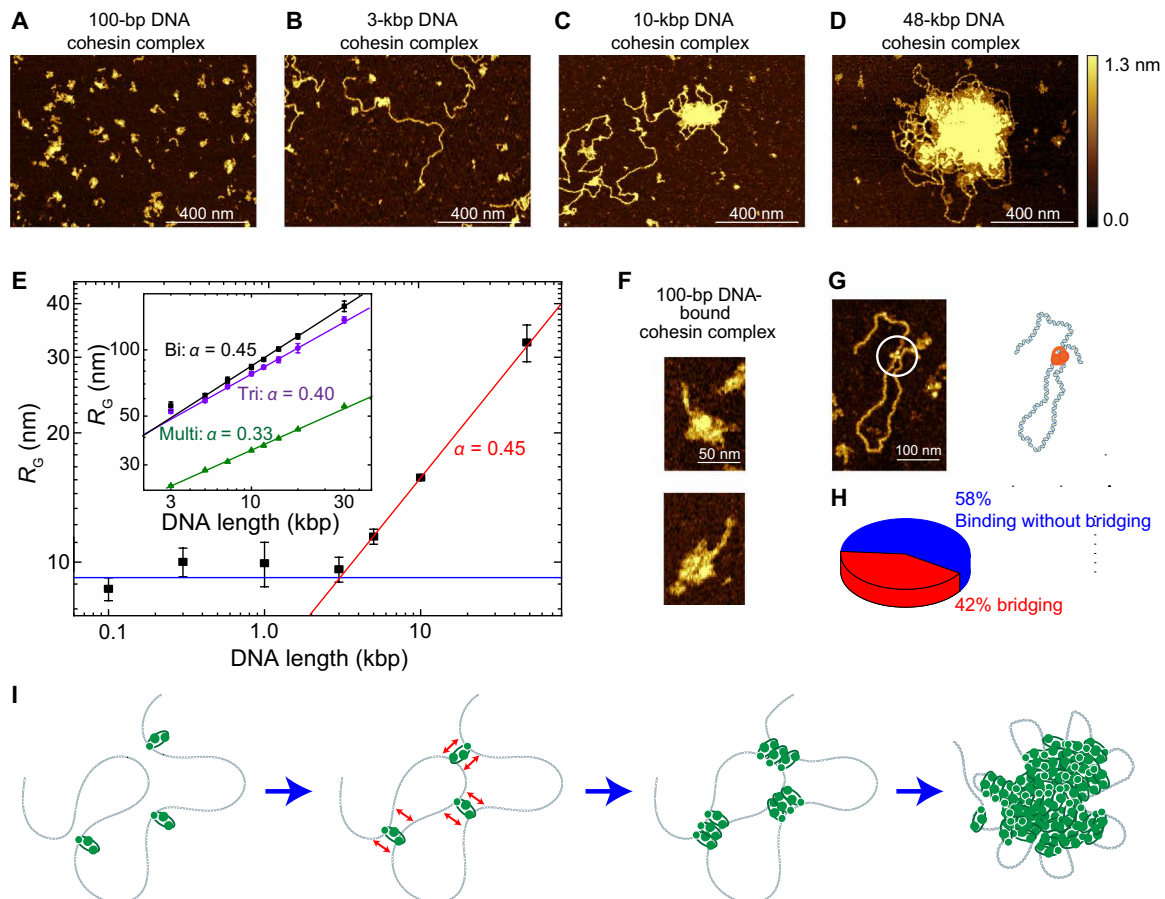 A
100-bp DNA
cohesin complex
400 nm
B
3-kbp DNA
cohesin complex
400 nm
C
10-kbp DNA
cohesin complex
400 nm
D
48-kbp DNA
cohesin complex
400 nm
1.3 nm
0.0
E
R_G (nm)
40
30
20
10
0.1
1.0
10
DNA length (kbp)
α = 0.45
R_G (nm)
100
50
30
3
10
30
DNA length (kbp)
Bi: α = 0.45
Tri: α = 0.40
Multi: α = 0.33
F
100-bp DNA-
bound
cohesin complex
50 nm
G
100 nm
H
58%
Binding without bridging
42% bridging
I